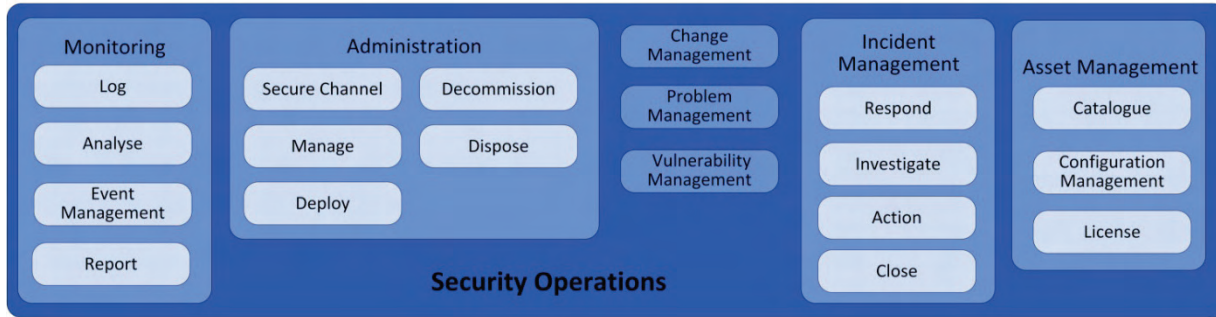 Monitoring
Log
Analyse
Event
Management
Report
Administration
Secure Channel
Decommission
Manage
Dispose
Deploy
Change
Management
Problem
Management
Vulnerability
Management
Incident
Management
Respond
Investigate
Action
Close
Asset Management
Catalogue
Configuration
Management
License
Security Operations